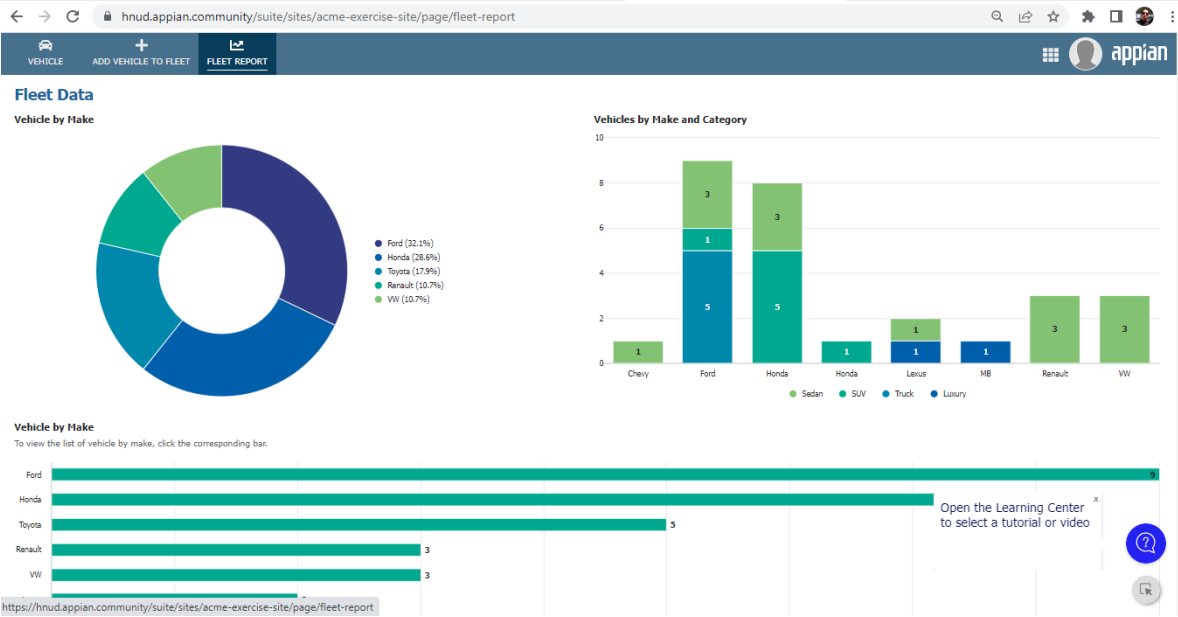 hnud.appian.community/suite/sites/acme-exercise-site/page/fleet-report
VEHICLE
ADD VEHICLE TO FLEET
FLEET REPORT
appian
Fleet Data
Vehicle by Make
Ford (32.1%)
Honda (28.6%)
Toyota (17.9%)
Renault (10.7%)
VW (10.7%)
Vehicles by Make and Category
10
8
6
4
2
0
1
3
1
5
3
5
1
1
1
1
3
3
Chevy
Ford
Honda
Honda
Lexus
MB
Renault
VW
Sedan
SUV
Truck
Luxury
Vehicle by Make
To view the list of vehicle by make, click the corresponding bar.
Ford
9
Honda
Toyota
5
Renault
3
VW
3
x
Open the Learning Center
to select a tutorial or video
?
https://hnud.appian.community/suite/sites/acme-exercise-site/page/fleet-report